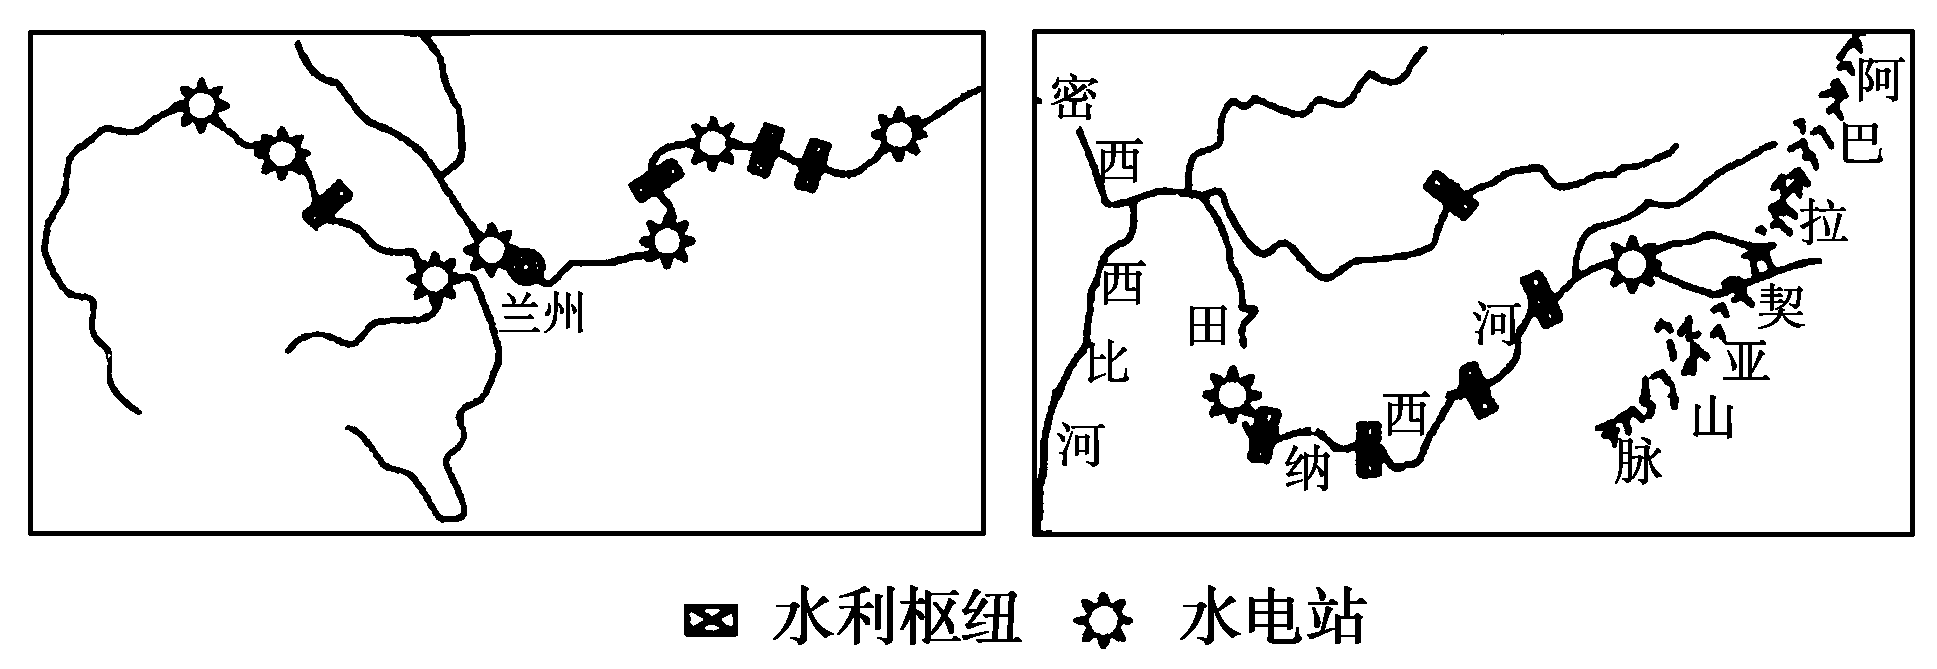 兰州
密西西比河
田纳西河
阿巴拉契亚山脉
水利枢纽 水电站